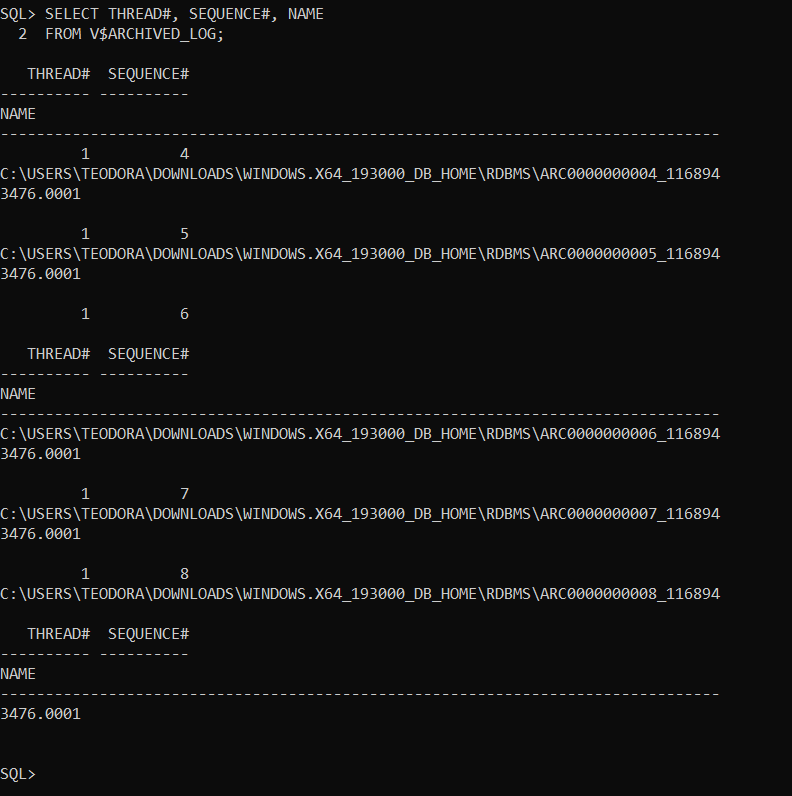 SQL> SELECT THREAD#, SEQUENCE#, NAME
  2  FROM V$ARCHIVED_LOG;

   THREAD#  SEQUENCE#
---------- ----------
NAME
--------------------------------------------------------------------------------
         1          4
C:\USERS\TEODORA\DOWNLOADS\WINDOWS.X64_193000_DB_HOME\RDBMS\ARC0000000004_116894
3476.0001

         1          5
C:\USERS\TEODORA\DOWNLOADS\WINDOWS.X64_193000_DB_HOME\RDBMS\ARC0000000005_116894
3476.0001

         1          6

   THREAD#  SEQUENCE#
---------- ----------
NAME
--------------------------------------------------------------------------------
C:\USERS\TEODORA\DOWNLOADS\WINDOWS.X64_193000_DB_HOME\RDBMS\ARC0000000006_116894
3476.0001

         1          7
C:\USERS\TEODORA\DOWNLOADS\WINDOWS.X64_193000_DB_HOME\RDBMS\ARC0000000007_116894
3476.0001

         1          8
C:\USERS\TEODORA\DOWNLOADS\WINDOWS.X64_193000_DB_HOME\RDBMS\ARC0000000008_116894

   THREAD#  SEQUENCE#
---------- ----------
NAME
--------------------------------------------------------------------------------
3476.0001


SQL>